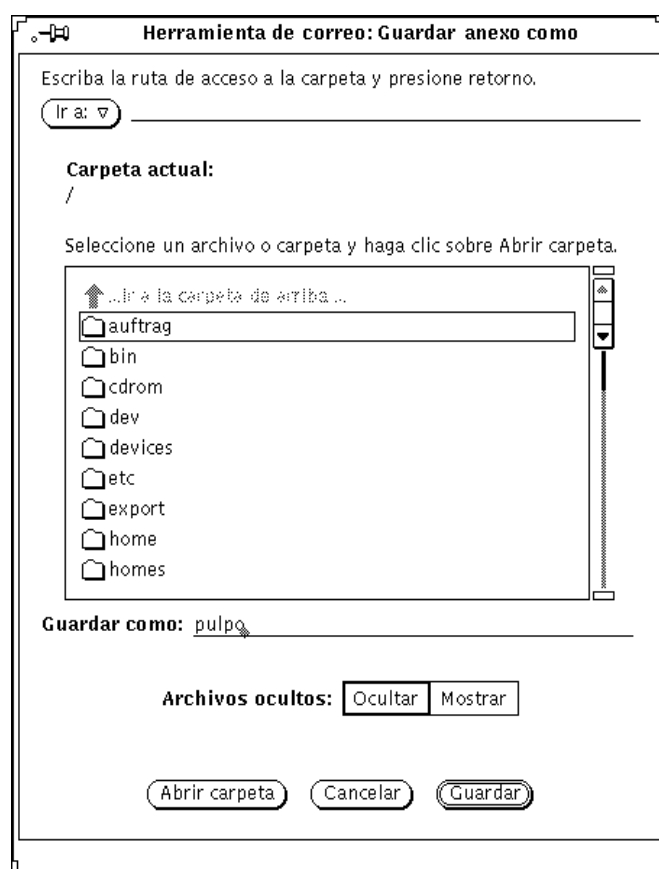 Herramienta de correo: Guardar anexo como
Escriba la ruta de acceso a la carpeta y presione retorno.
Ir a:
Carpeta actual:
/
Seleccione un archivo o carpeta y haga clic sobre Abrir carpeta.
...Ir a la carpeta de arriba...
auftrag
bin
cdrom
dev
devices
etc
export
home
homes
Guardar como: pulpo
Archivos ocultos: Ocultar Mostrar
Abrir carpeta Cancelar Guardar